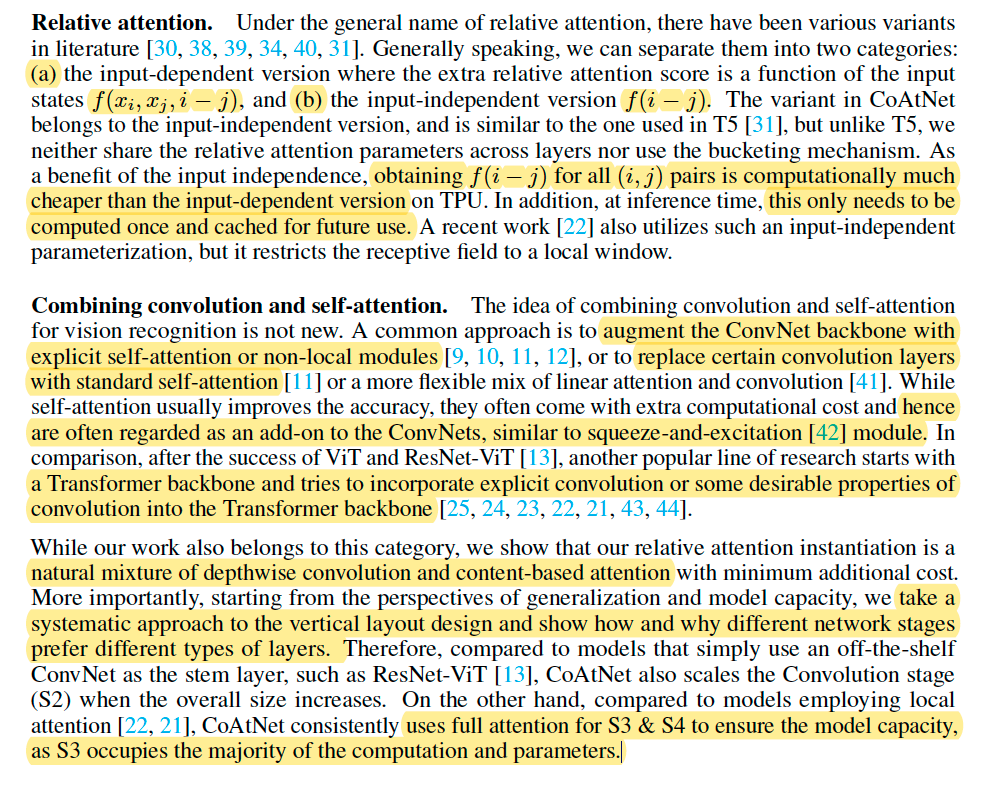 Relative attention. Under the general name of relative attention, there have been various variants
in literature [30, 38, 39, 34, 40, 31]. Generally speaking, we can separate them into two categories:
(a) the input-dependent version where the extra relative attention score is a function of the input
states f(xᵢ, xⱼ, i − j), and (b) the input-independent version f(i − j). The variant in CoAtNet
belongs to the input-independent version, and is similar to the one used in T5 [31], but unlike T5, we
neither share the relative attention parameters across layers nor use the bucketing mechanism. As
a benefit of the input independence, obtaining f(i − j) for all (i, j) pairs is computationally much
cheaper than the input-dependent version on TPU. In addition, at inference time, this only needs to be
computed once and cached for future use. A recent work [22] also utilizes such an input-independent
parameterization, but it restricts the receptive field to a local window.
Combining convolution and self-attention. The idea of combining convolution and self-attention
for vision recognition is not new. A common approach is to augment the ConvNet backbone with
explicit self-attention or non-local modules [9, 10, 11, 12], or to replace certain convolution layers
with standard self-attention [11] or a more flexible mix of linear attention and convolution [41]. While
self-attention usually improves the accuracy, they often come with extra computational cost and hence
are often regarded as an add-on to the ConvNets, similar to squeeze-and-excitation [42] module. In
comparison, after the success of ViT and ResNet-ViT [13], another popular line of research starts with
a Transformer backbone and tries to incorporate explicit convolution or some desirable properties of
convolution into the Transformer backbone [25, 24, 23, 22, 21, 43, 44].
While our work also belongs to this category, we show that our relative attention instantiation is a
natural mixture of depthwise convolution and content-based attention with minimum additional cost.
More importantly, starting from the perspectives of generalization and model capacity, we take a
systematic approach to the vertical layout design and show how and why different network stages
prefer different types of layers. Therefore, compared to models that simply use an off-the-shelf
ConvNet as the stem layer, such as ResNet-ViT [13], CoAtNet also scales the Convolution stage
(S2) when the overall size increases. On the other hand, compared to models employing local
attention [22, 21], CoAtNet consistently uses full attention for S3 & S4 to ensure the model capacity,
as S3 occupies the majority of the computation and parameters.